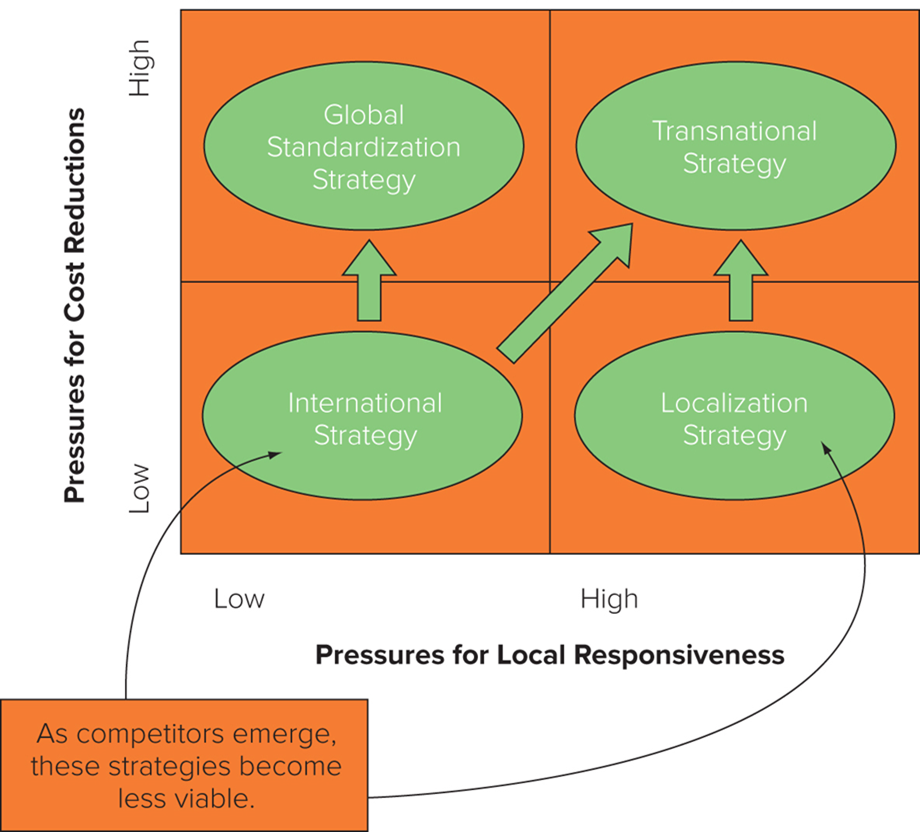 High
Global
Standardization
Strategy
Transnational
Strategy
Pressures for Cost Reductions
International
Strategy
Localization
Strategy
Low
Low
High
Pressures for Local Responsiveness
As competitors emerge,
these strategies become
less viable.